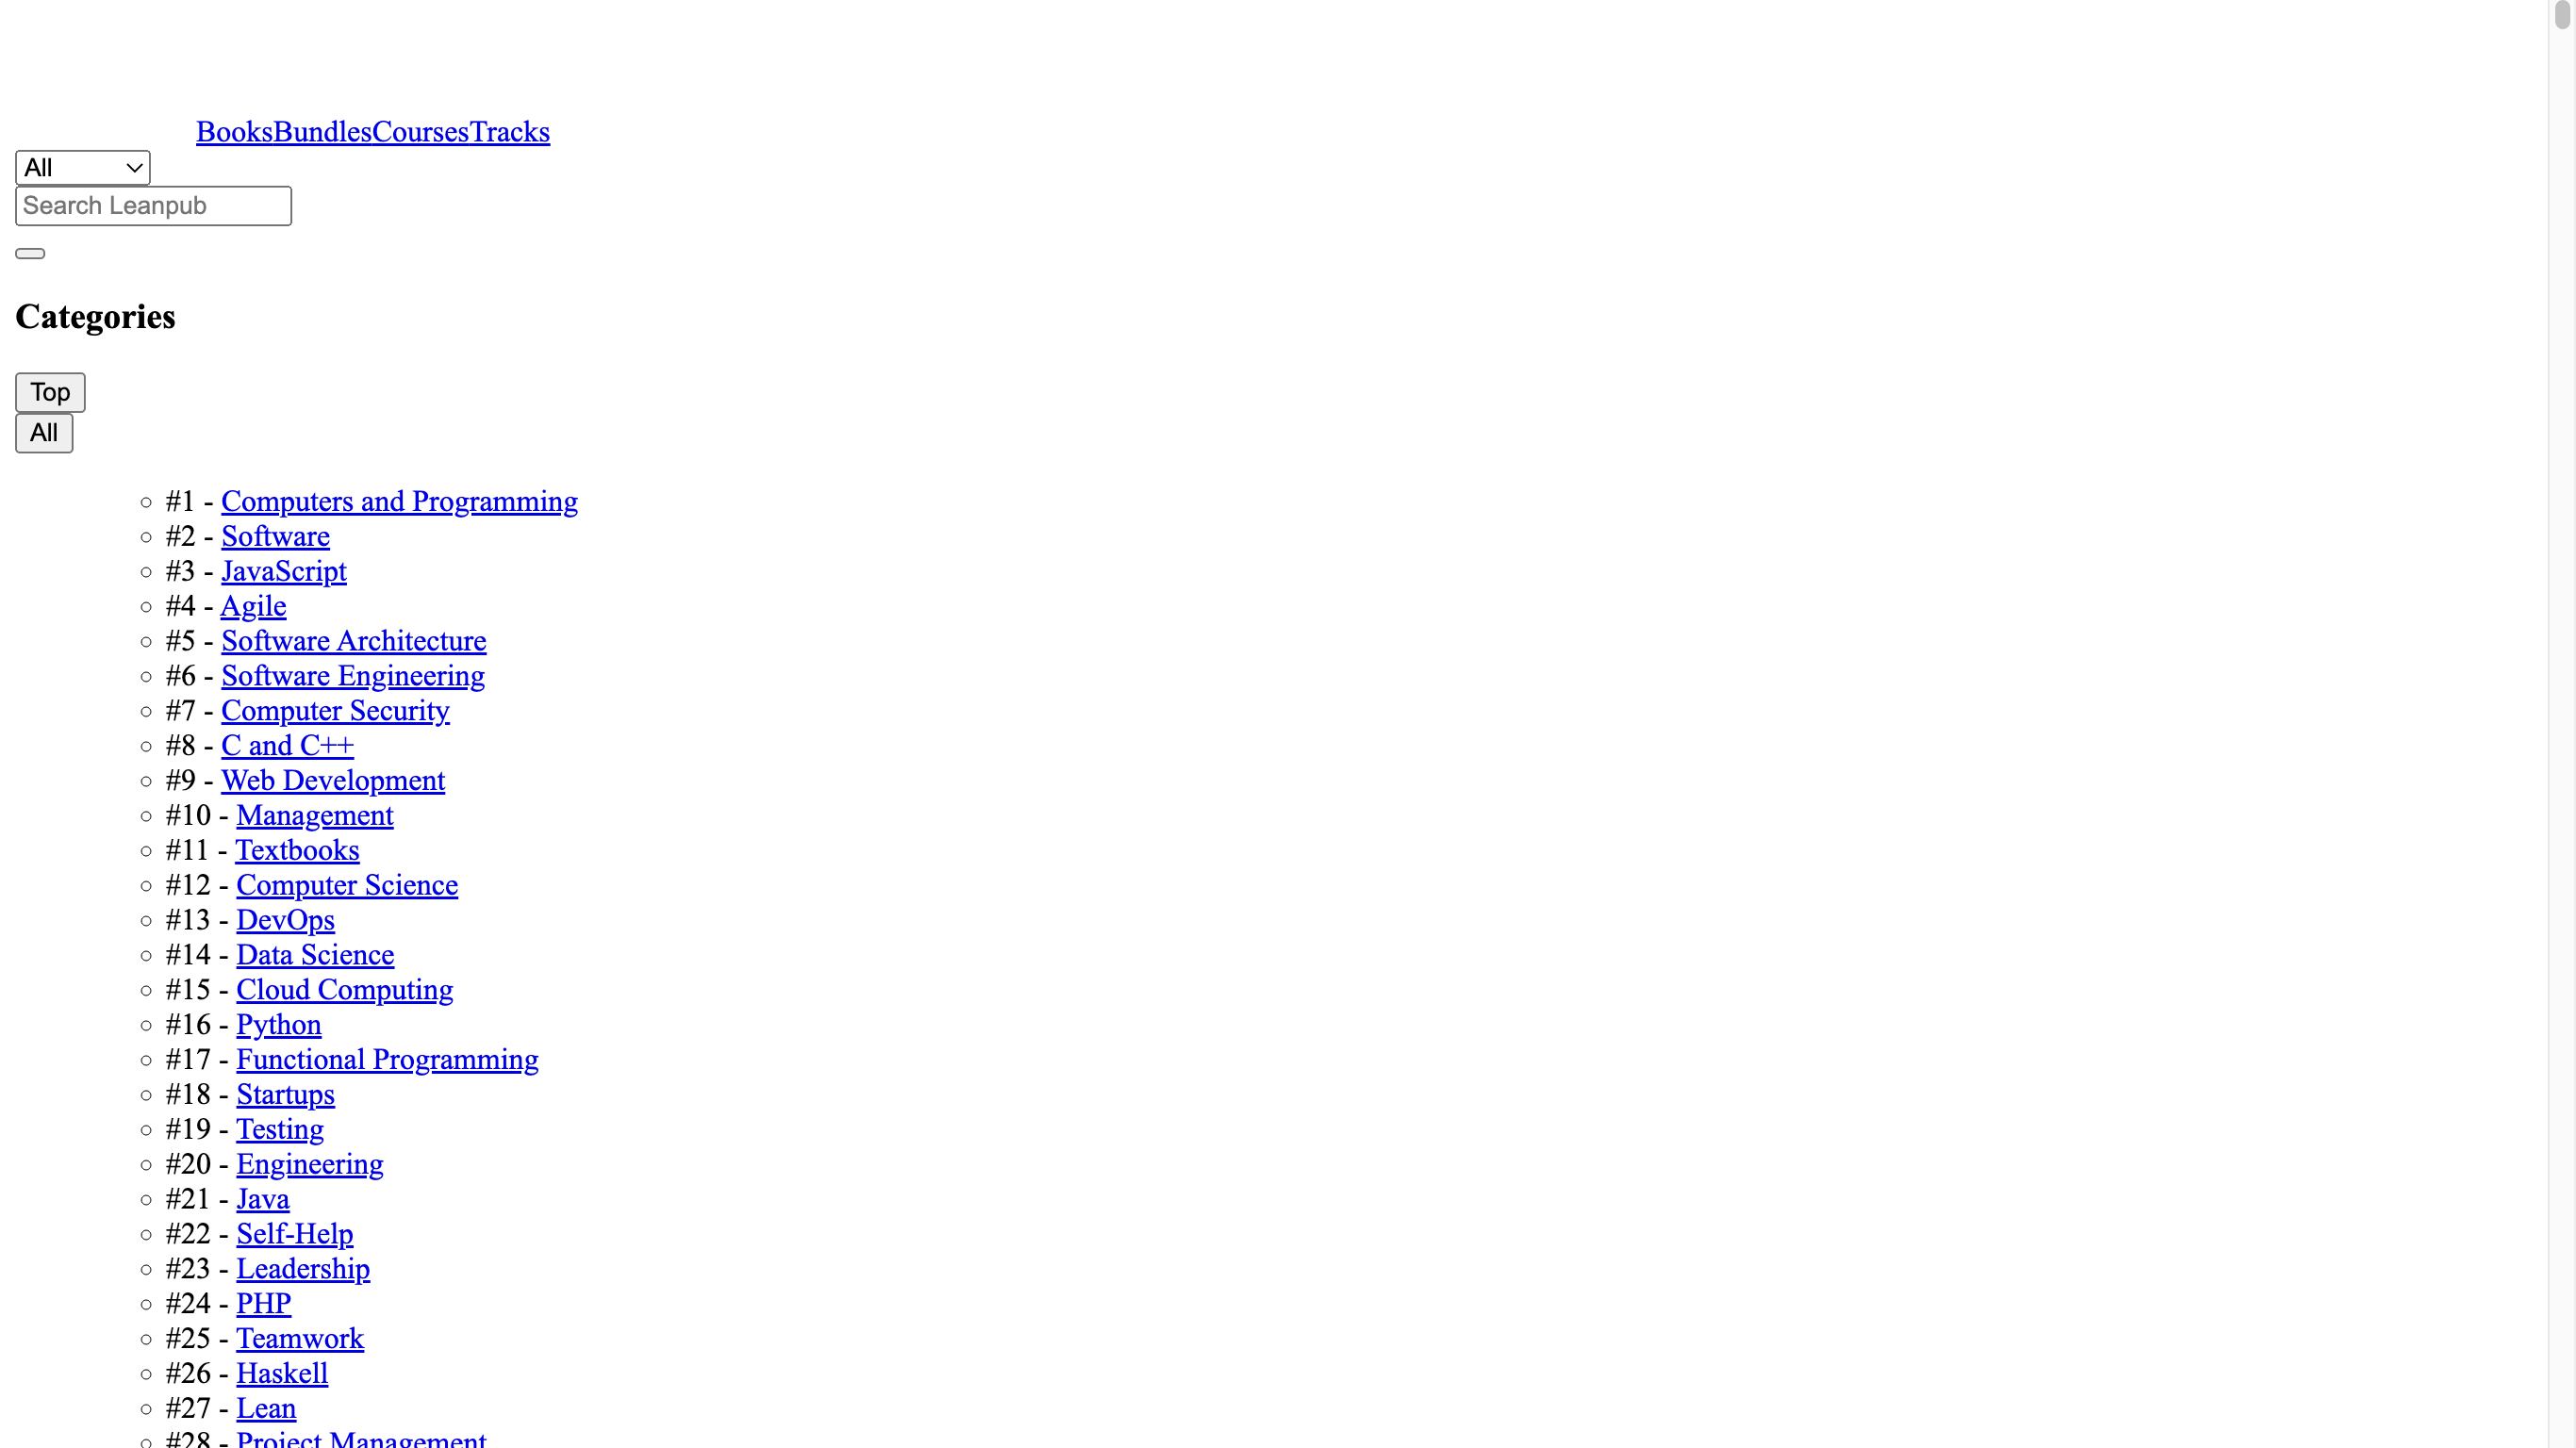 BooksBundlesCoursesTracks
All
Search Leanpub
Categories
Top
All
#1 - Computers and Programming
#2 - Software
#3 - JavaScript
#4 - Agile
#5 - Software Architecture
#6 - Software Engineering
#7 - Computer Security
#8 - C and C++
#9 - Web Development
#10 - Management
#11 - Textbooks
#12 - Computer Science
#13 - DevOps
#14 - Data Science
#15 - Cloud Computing
#16 - Python
#17 - Functional Programming
#18 - Startups
#19 - Testing
#20 - Engineering
#21 - Java
#22 - Self-Help
#23 - Leadership
#24 - PHP
#25 - Teamwork
#26 - Haskell
#27 - Lean
#28 - Project Management